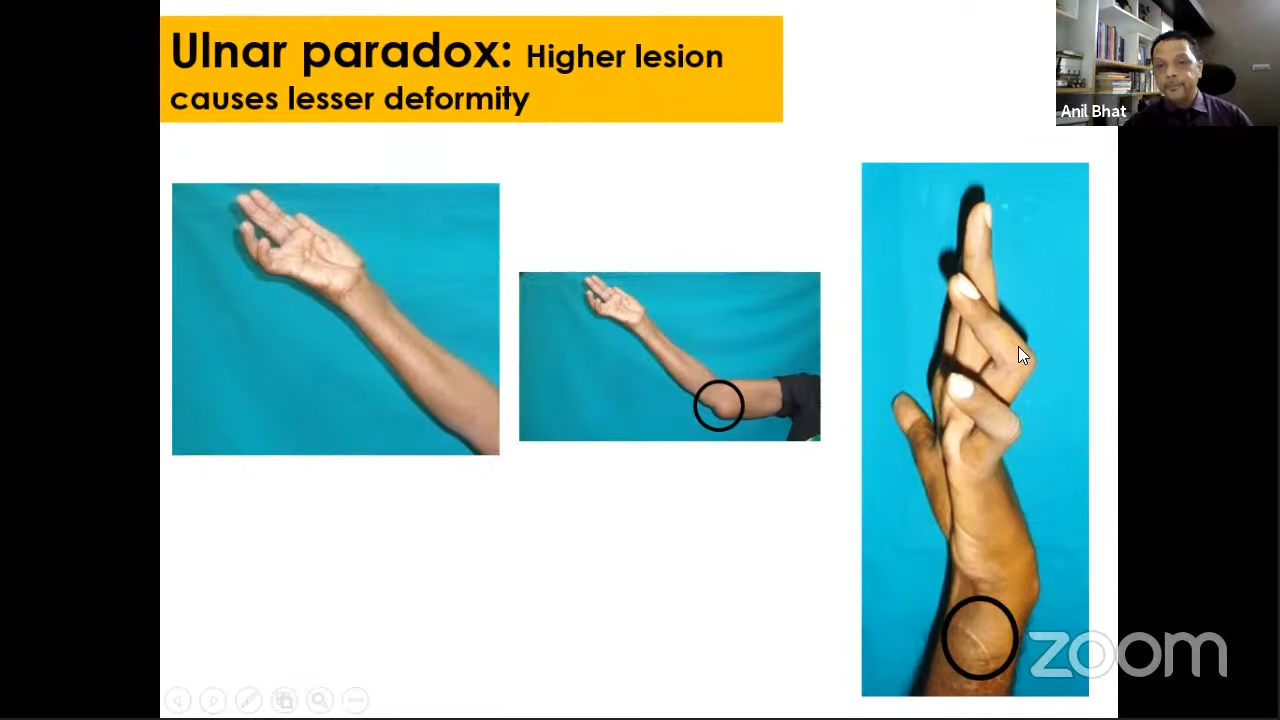 Ulnar paradox: Higher lesion
causes lesser deformity
Anil Bhat
zoom